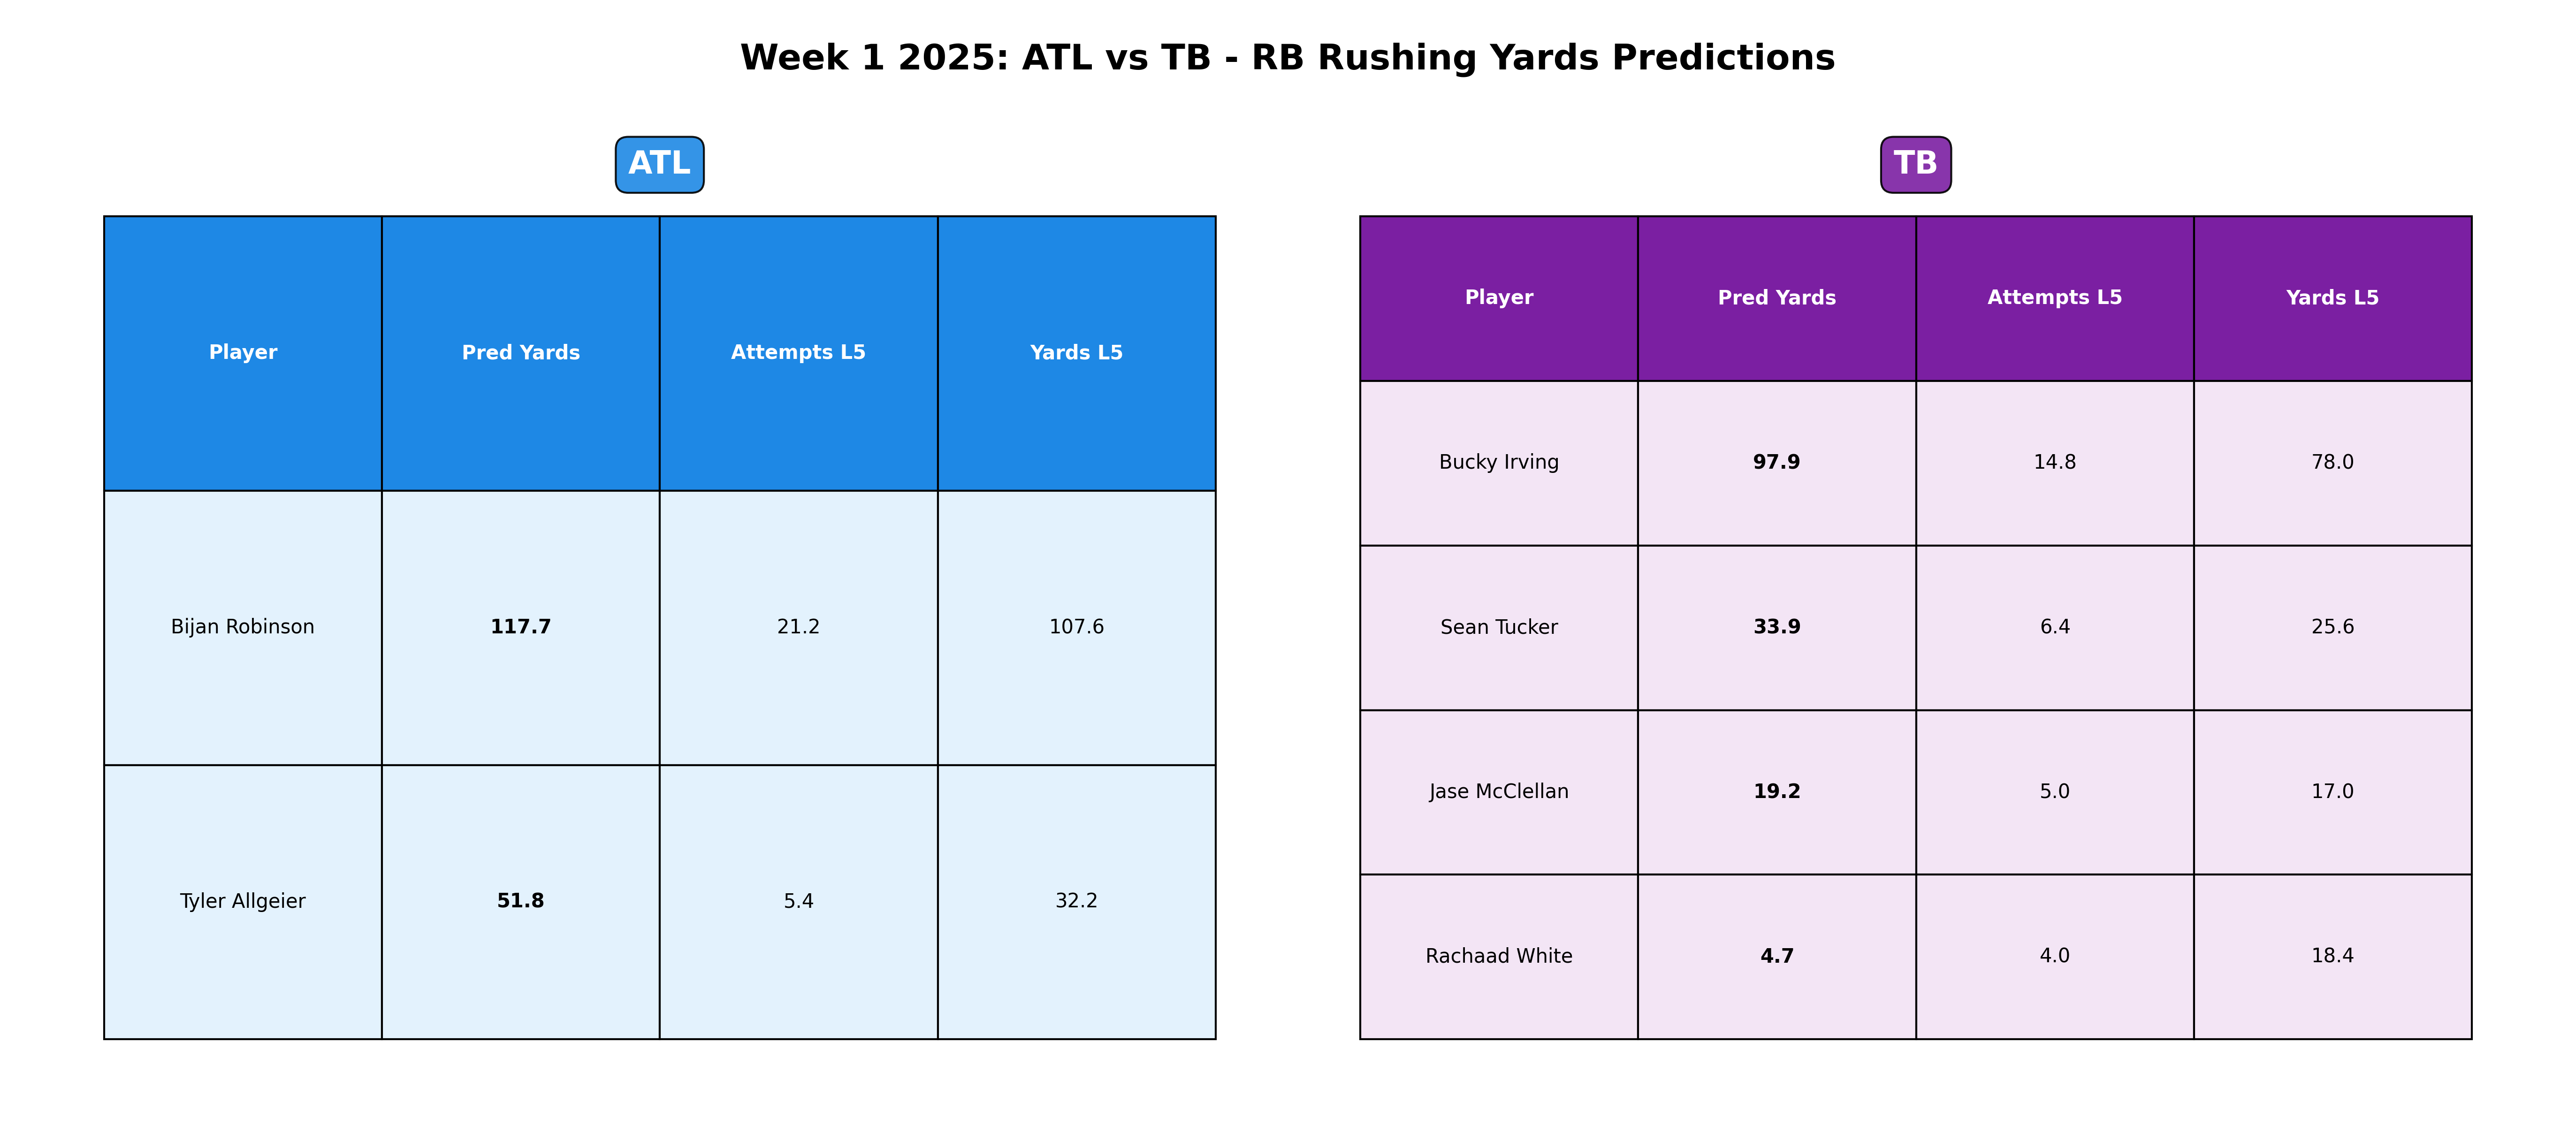 Week 1 2025: ATL vs TB - RB Rushing Yards Predictions
ATL
Player Pred Yards Attempts L5 Yards L5
Bijan Robinson 117.7 21.2 107.6
Tyler Allgeier 51.8 5.4 32.2
TB
Player Pred Yards Attempts L5 Yards L5
Bucky Irving 97.9 14.8 78.0
Sean Tucker 33.9 6.4 25.6
Jase McClellan 19.2 5.0 17.0
Rachaad White 4.7 4.0 18.4